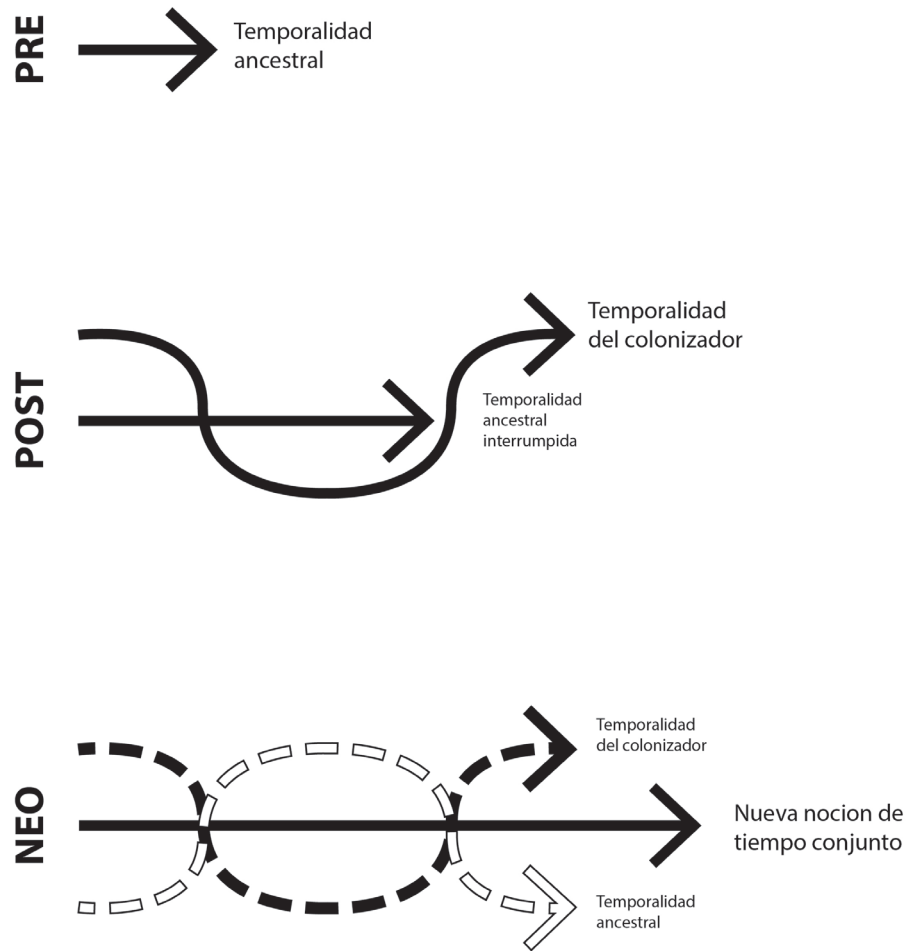 PRE
Temporalidad
ancestral
POST
Temporalidad
del colonizador
Temporalidad
ancestral
interrumpida
NEO
Temporalidad
del colonizador
Nueva nocion de
tiempo conjunto
Temporalidad
ancestral